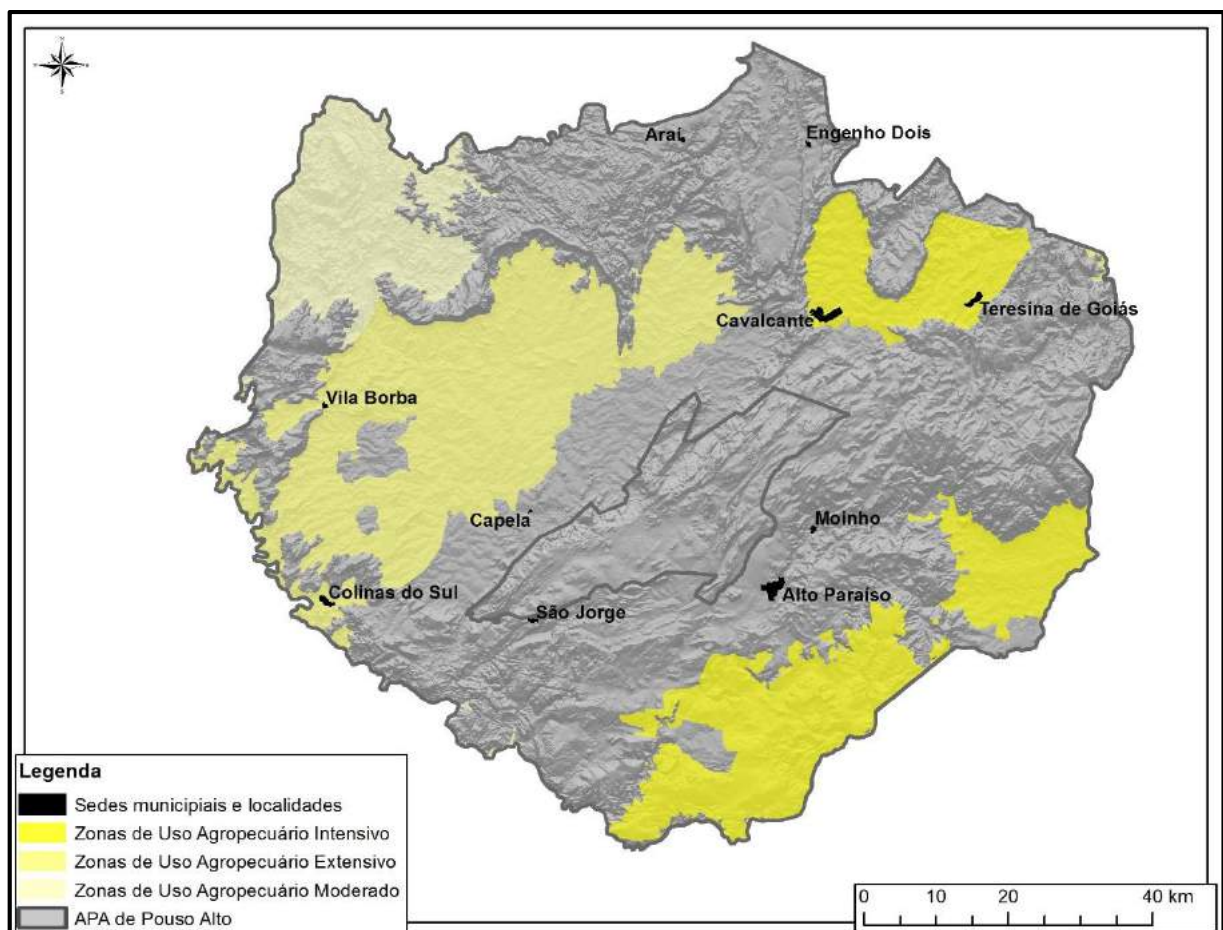 Araí
Engenho Dois
Cavalcante
Teresina de Goiás
Vila Borba
Capela
Moinho
Colinas do Sul
Alto Paraíso
São Jorge
Legenda
Sedes municipiais e localidades
Zonas de Uso Agropecuário Intensivo
Zonas de Uso Agropecuário Extensivo
Zonas de Uso Agropecuário Moderado
APA de Pouso Alto
0 10 20 40 km